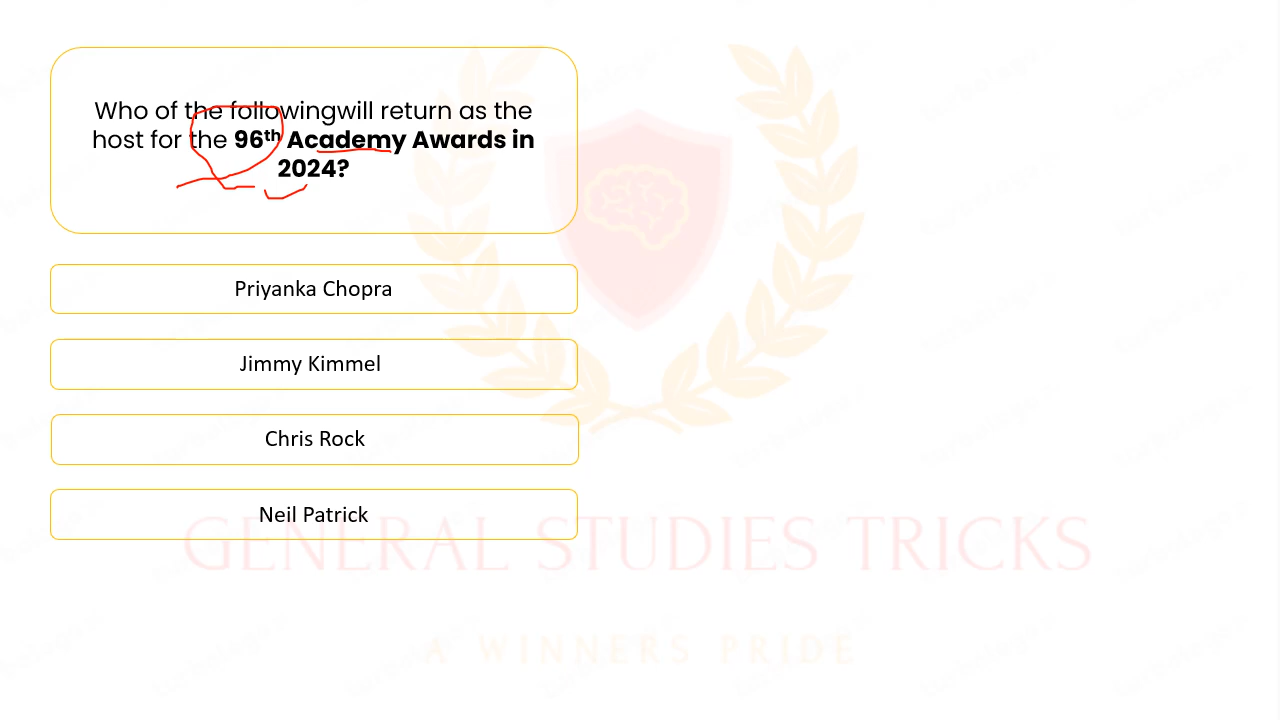 Who of the followingwill return as the
host for the 96th Academy Awards in
2024?
Priyanka Chopra
Jimmy Kimmel
Chris Rock
Neil Patrick
GENERAL STUDIES TRICKS
A WINNERS PRIDE